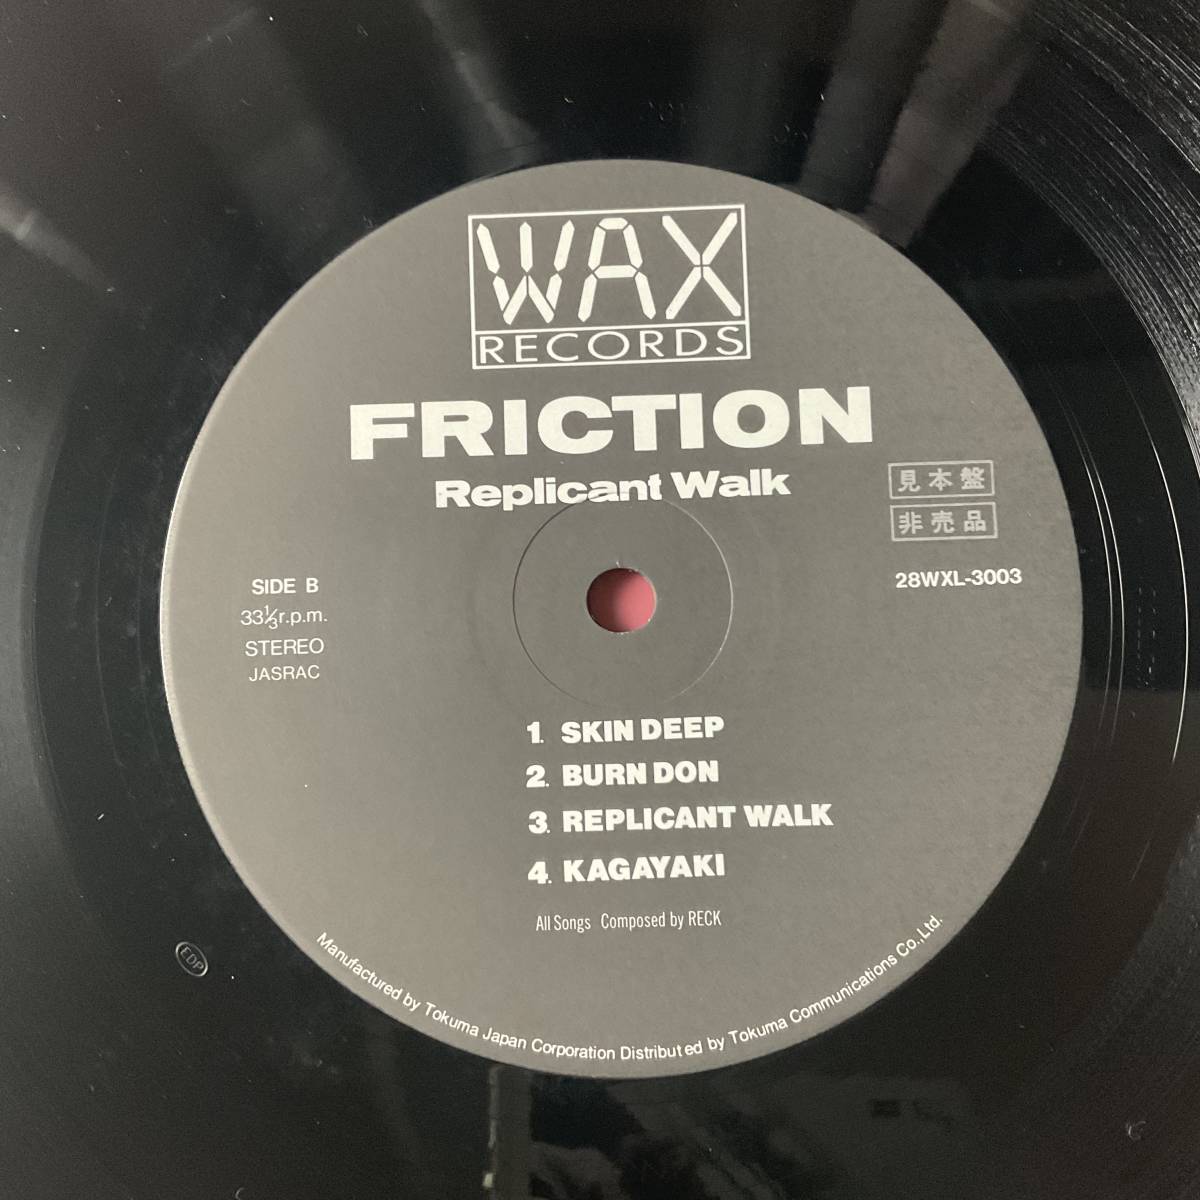 WAX
RECORDS
FRICTION
Replicant Walk
見本盤
非売品
28WXL-3003
SIDE B
33⅓r.p.m.
STEREO
JASRAC
1. SKIN DEEP
2. BURN DON
3. REPLICANT WALK
4. KAGAYAKI
All Songs Composed by RECK
Manufactured by Tokuma Japan Corporation Distributed by Tokuma Communications Co.,Ltd.
EDP